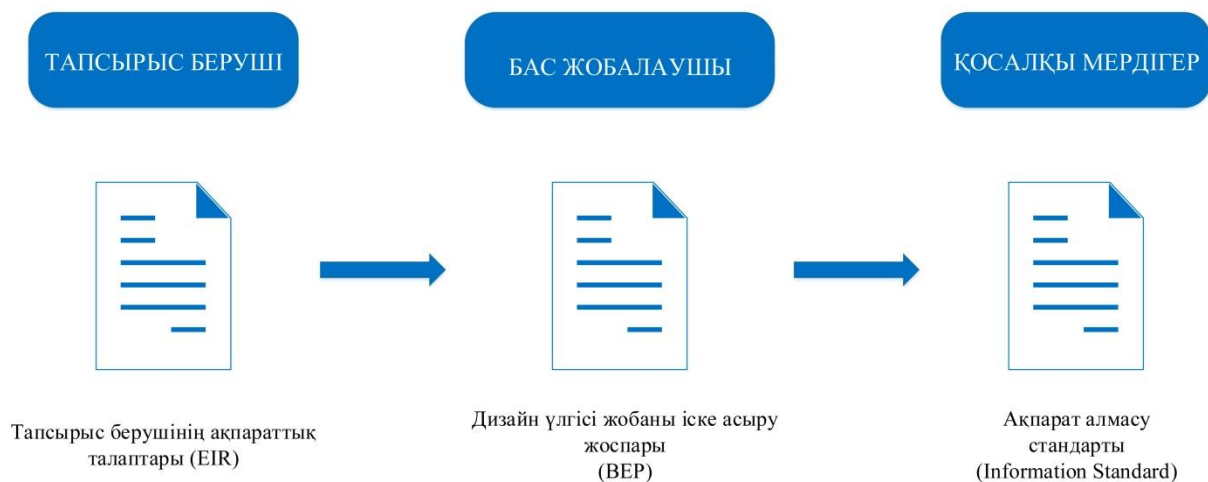 ТАПСЫРЫС БЕРУШІ
БАС ЖОБАЛАУШЫ
ҚОСАЛҚЫ МЕРДІГЕР
Тапсырыс берушінің ақпараттық
талаптары (EIR)
Дизайн үлгісі жобаны іске асыру
жоспары
(BEP)
Ақпарат алмасу
стандарты
(Information Standard)